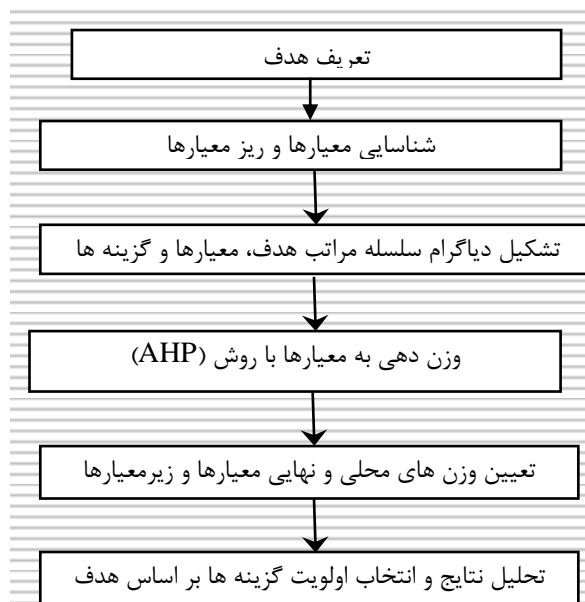 تعریف هدف
شناسایی معیارها و ریز معیارها
تشکیل دیاگرام سلسله مراتب هدف، معیارها و گزینه ها
وزن دهی به معیارها با روش (AHP)
تعیین وزن های محلی و نهایی معیارها و زیرمعیارها
تحلیل نتایج و انتخاب اولویت گزینه ها بر اساس هدف